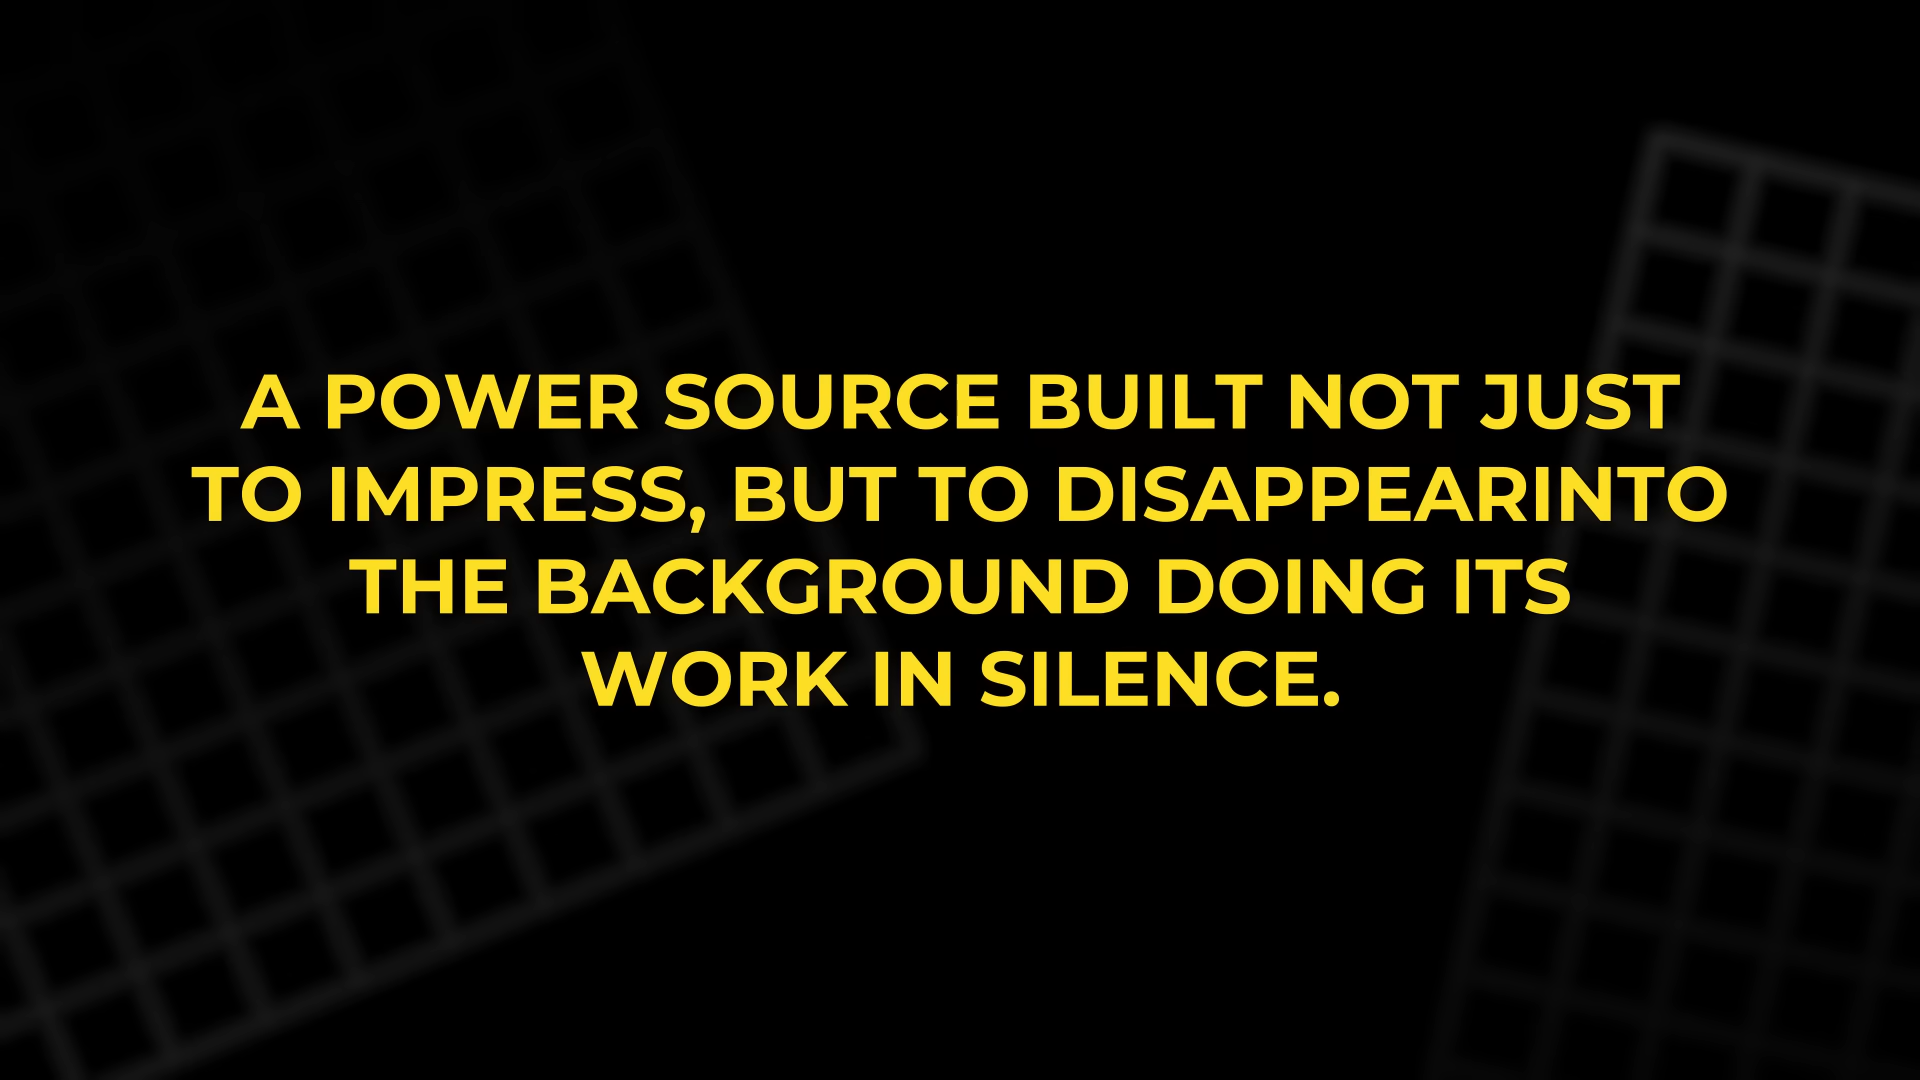 A POWER SOURCE BUILT NOT JUST
TO IMPRESS, BUT TO DISAPPEARINTO
THE BACKGROUND DOING ITS
WORK IN SILENCE.